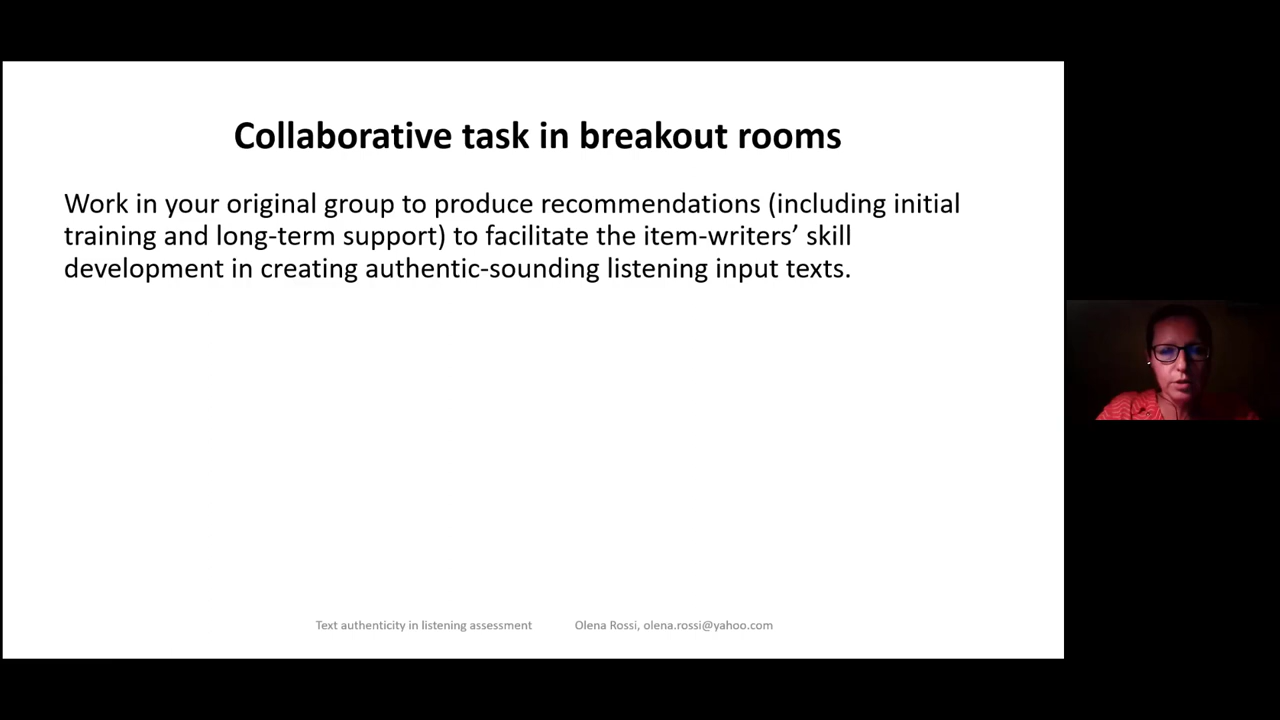 Collaborative task in breakout rooms
Work in your original group to produce recommendations (including initial
training and long-term support) to facilitate the item-writers’ skill
development in creating authentic-sounding listening input texts.
Text authenticity in listening assessment Olena Rossi, olena.rossi@yahoo.com